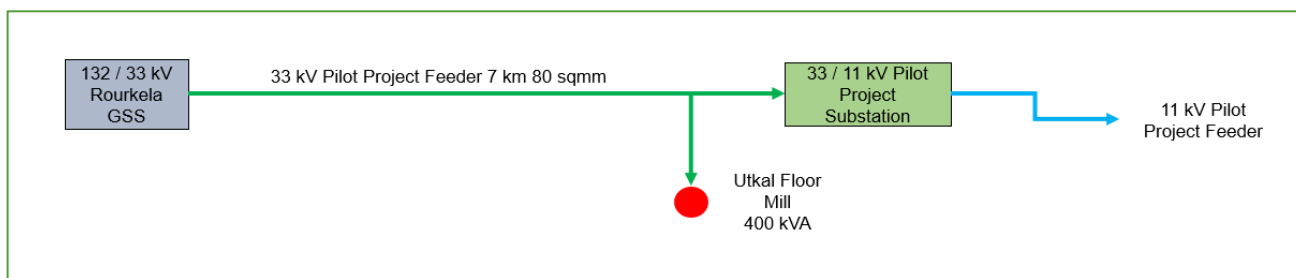 132 / 33 kV
Rourkela
GSS
33 kV Pilot Project Feeder 7 km 80 sqmm
33 / 11 kV Pilot
Project
Substation
11 kV Pilot
Project Feeder
Utkal Floor
Mill
400 kVA